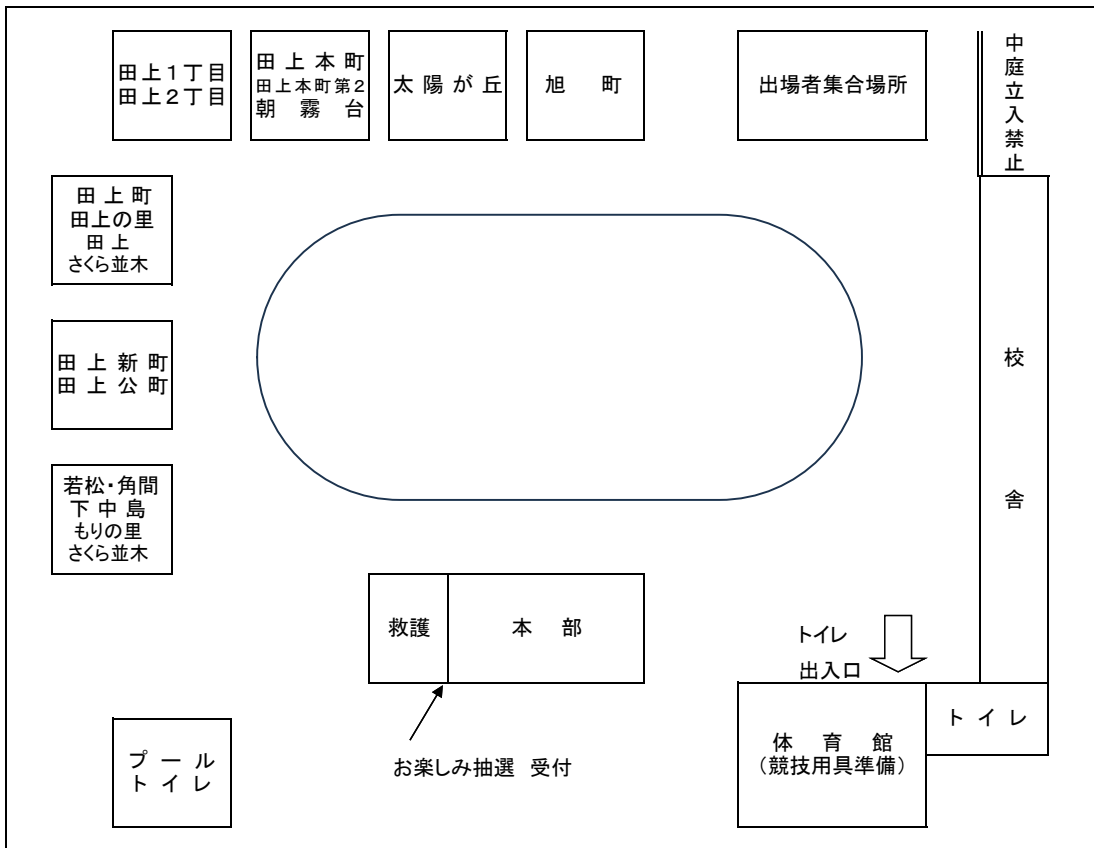 田上1丁目
田上2丁目
田上本町
田上本町第2
朝霧台
太陽が丘
旭町
出場者集合場所
中庭立入禁止
田上町
田上の里
田上
さくら並木
田上新町
田上公町
校舎
若松・角間
下中島
もりの里
さくら並木
救護
本部
トイレ
出入口
トイレ
体育館
(競技用具準備)
お楽しみ抽選 受付
プール
トイレ